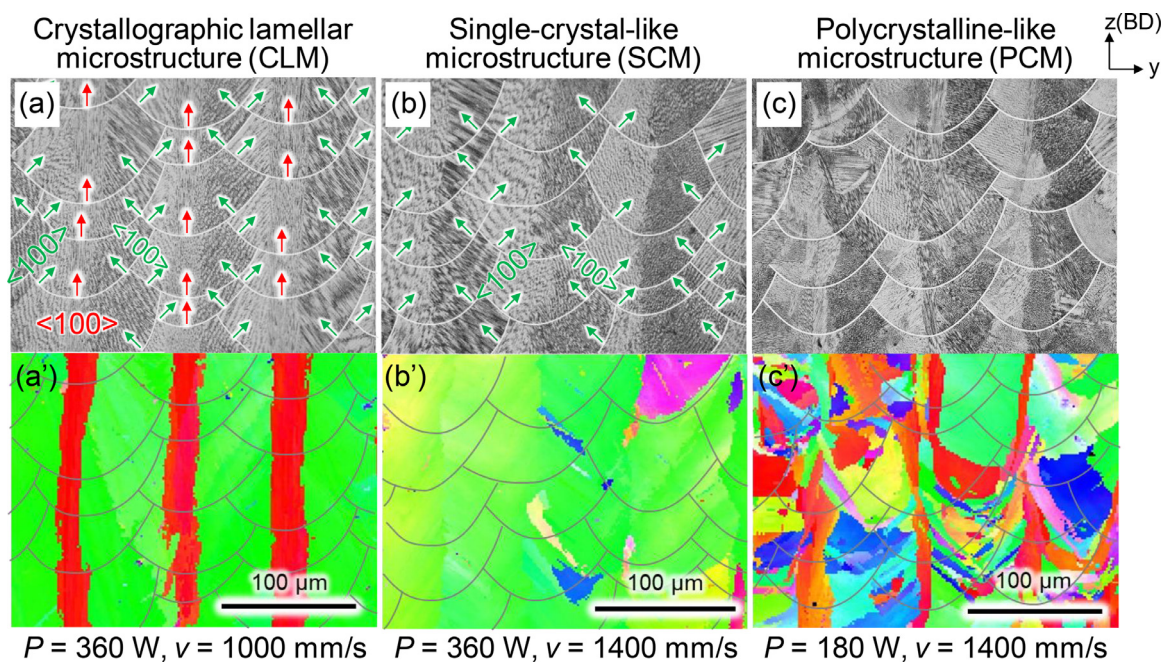 Crystallographic lamellar
microstructure (CLM)
Single-crystal-like
microstructure (SCM)
Polycrystalline-like
microstructure (PCM)
z(BD)
y
(a)
(b)
(c)
<100>
<100>
<100>
<100>
<100>
(a’)
(b’)
(c’)
100 µm
100 µm
100 µm
P = 360 W, v = 1000 mm/s
P = 360 W, v = 1400 mm/s
P = 180 W, v = 1400 mm/s